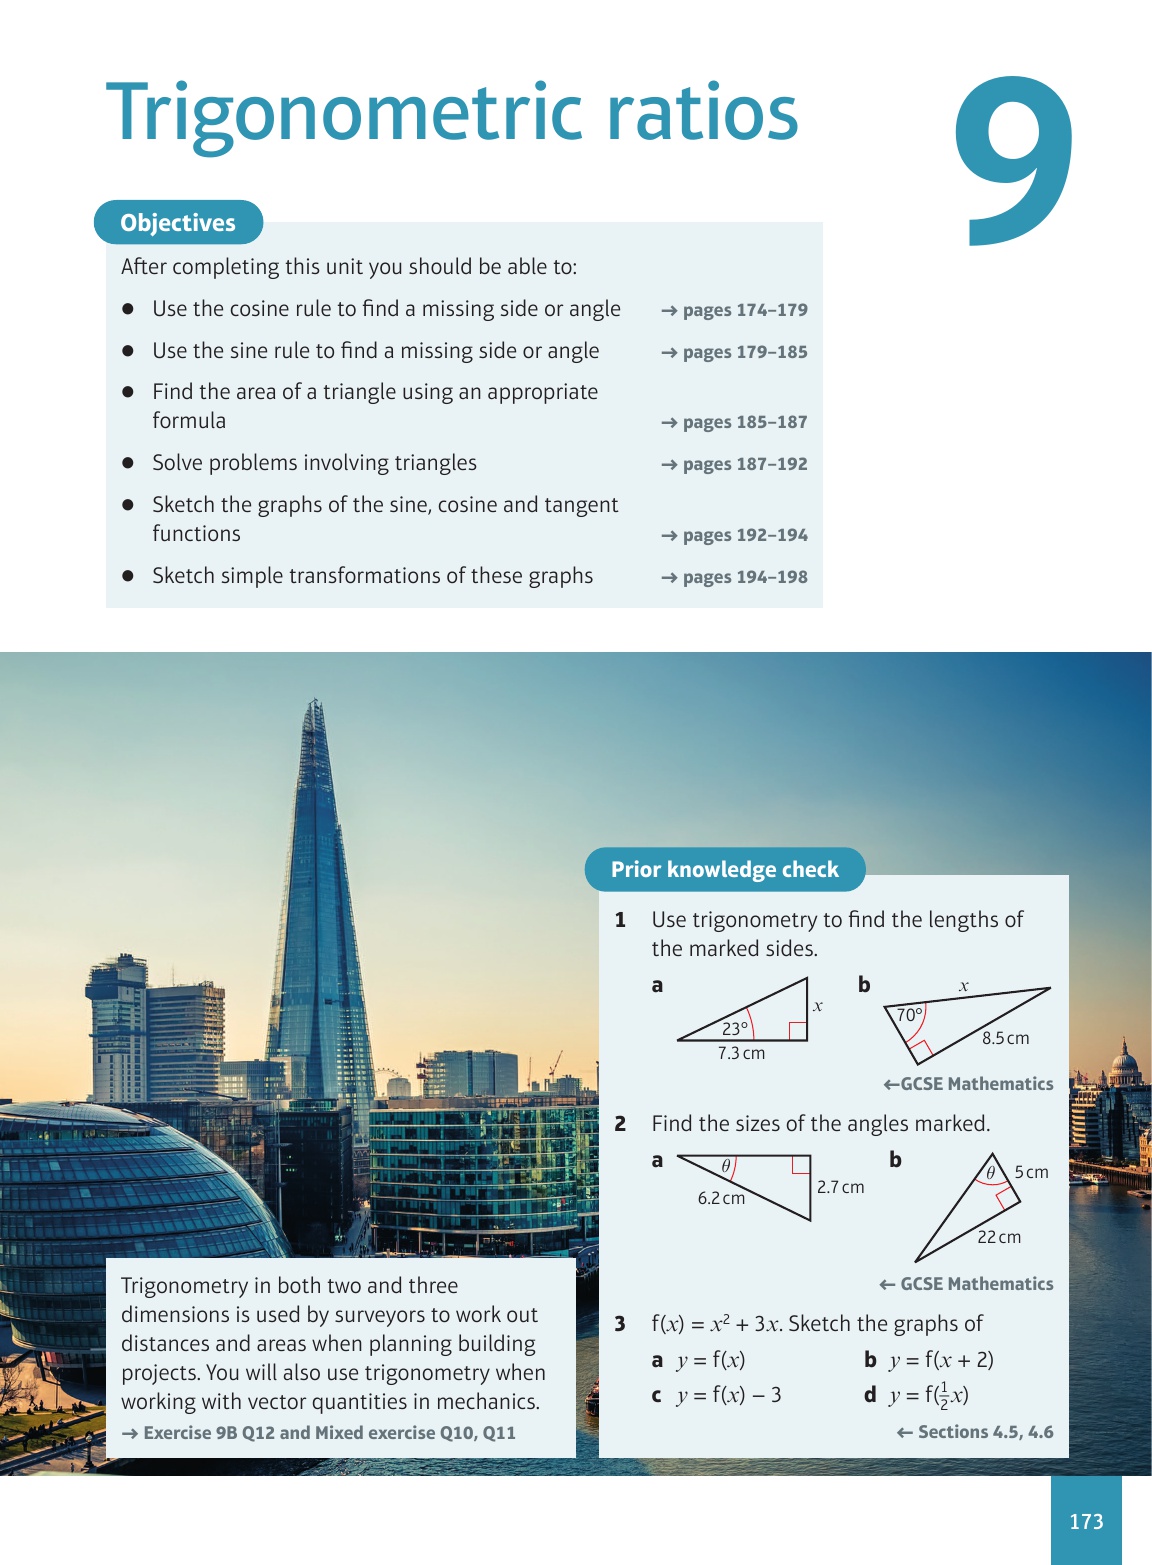 Trigonometric ratios
9
Objectives
After completing this unit you should be able to:
● Use the cosine rule to find a missing side or angle → pages 174–179
● Use the sine rule to find a missing side or angle → pages 179–185
● Find the area of a triangle using an appropriate
formula → pages 185–187
● Solve problems involving triangles → pages 187–192
● Sketch the graphs of the sine, cosine and tangent
functions → pages 192–194
● Sketch simple transformations of these graphs → pages 194–198
Prior knowledge check
1 Use trigonometry to find the lengths of
the marked sides.
a
23°
x
7.3 cm
b
x
70°
8.5 cm
←GCSE Mathematics
2 Find the sizes of the angles marked.
a
θ
6.2 cm
2.7 cm
b
θ
5 cm
22 cm
← GCSE Mathematics
3 f(x) = x² + 3x. Sketch the graphs of
a y = f(x) b y = f(x + 2)
c y = f(x) − 3 d y = f(½x)
← Sections 4.5, 4.6
Trigonometry in both two and three
dimensions is used by surveyors to work out
distances and areas when planning building
projects. You will also use trigonometry when
working with vector quantities in mechanics.
→ Exercise 9B Q12 and Mixed exercise Q10, Q11
173